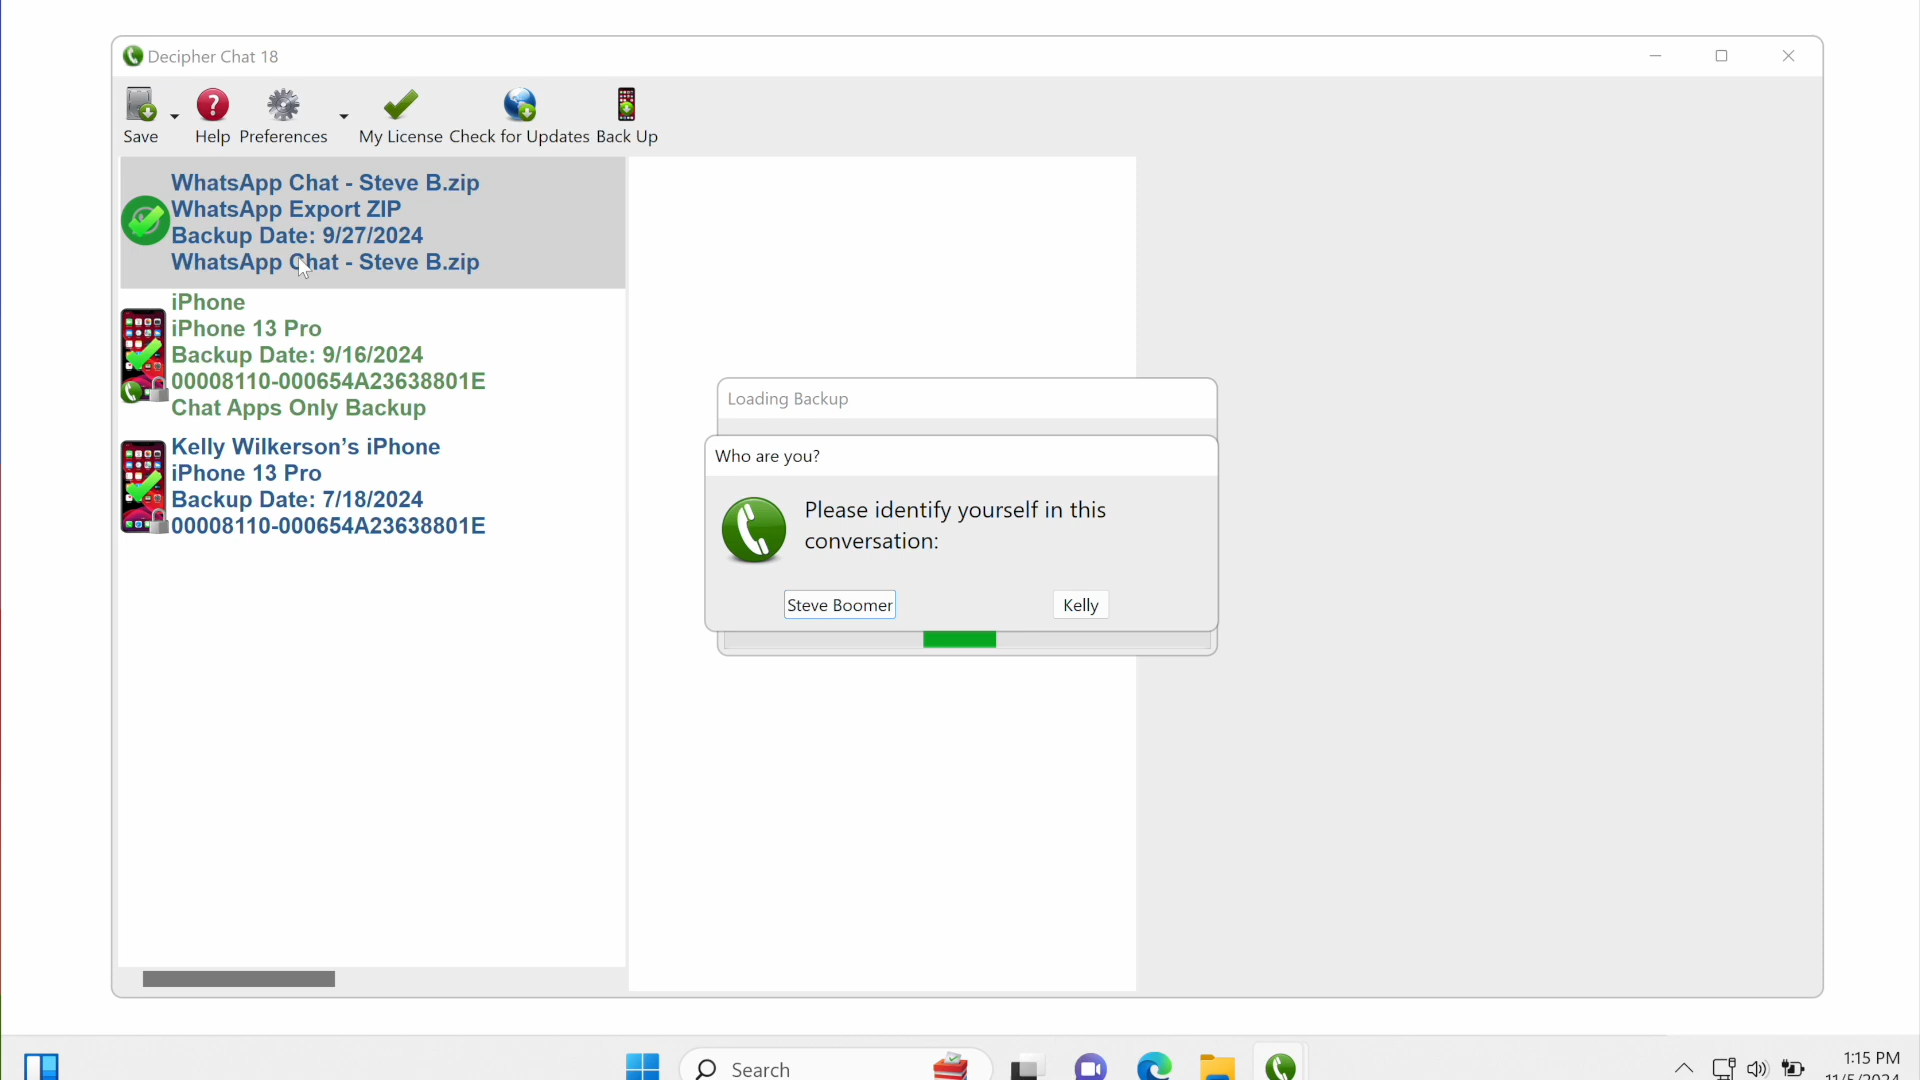 Decipher Chat 18
Save
Help
Preferences
My License
Check for Updates
Back Up
WhatsApp Chat - Steve B.zip
WhatsApp Export ZIP
Backup Date: 9/27/2024
WhatsApp Chat - Steve B.zip
iPhone
iPhone 13 Pro
Backup Date: 9/16/2024
00008110-000654A23638801E
Chat Apps Only Backup
Kelly Wilkerson’s iPhone
iPhone 13 Pro
Backup Date: 7/18/2024
00008110-000654A23638801E
Loading Backup
Who are you?
Please identify yourself in this
conversation:
Steve Boomer
Kelly
Search
1:15 PM
11/5/2024